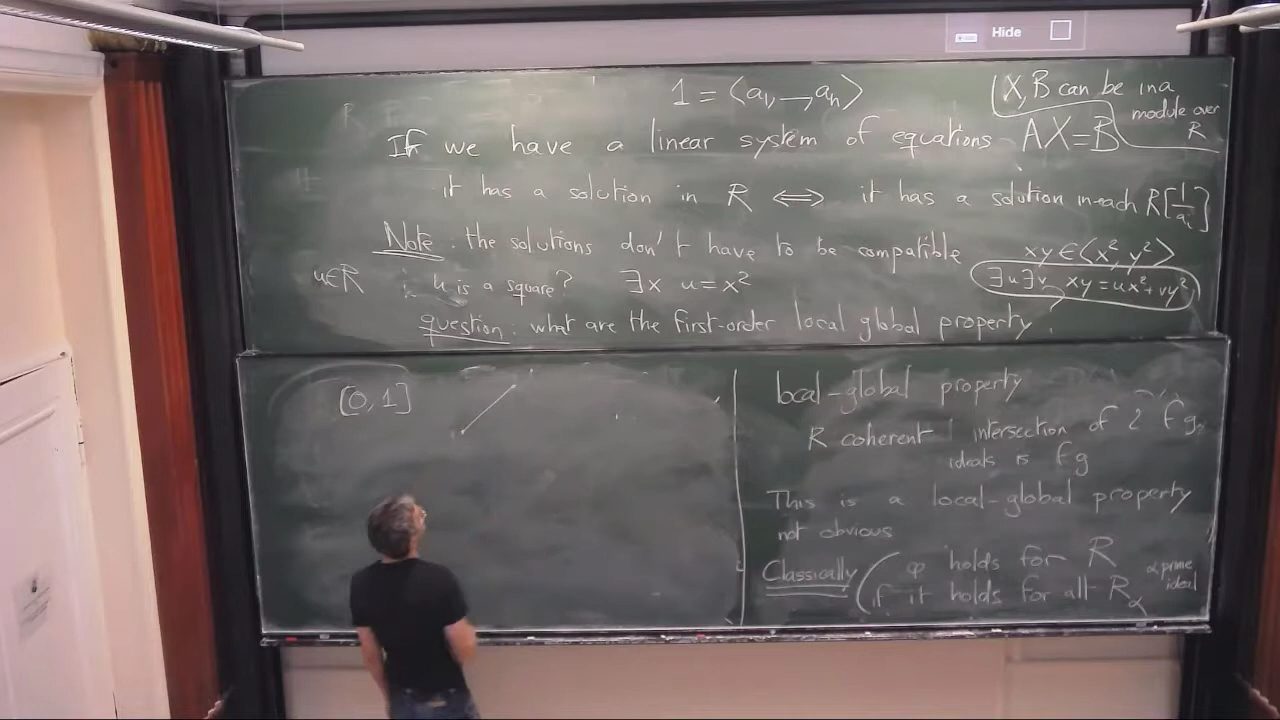 Hide
1 = ⟨a₁, —, aₙ⟩
X, B can be in a
module over
R
If we have a linear system of equations AX=B
it has a solution in R ⟺ it has a solution in each R[1/aᵢ]
Note: the solutions don't have to be compatible
xy ∈ ⟨x², y²⟩
u∈R u is a square? ∃x u=x²
∃u∃v xy = ux²+vy²
question: what are the first-order local global property?
[0,1]
local-global property
R coherent intersection of 2 fg
ideals is fg
This is a local-global property
not obvious
Classically φ holds for R
if it holds for all R_α
α prime
ideal